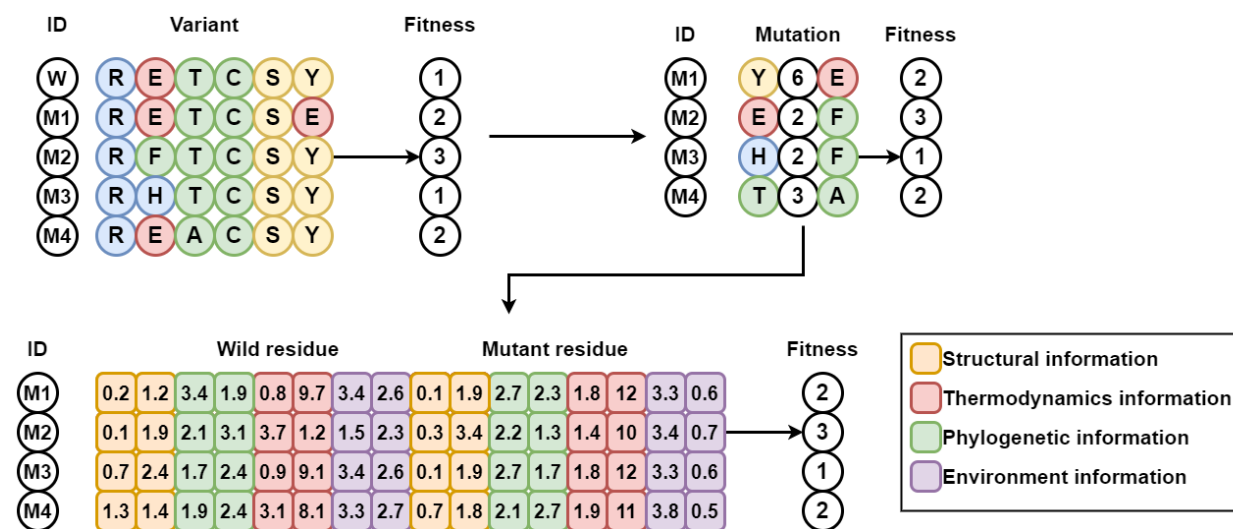 ID Variant Fitness
W R E T C S Y 1
M1 R E T C S E 2
M2 R F T C S Y 3
M3 R H T C S Y 1
M4 R E A C S Y 2
ID Mutation Fitness
M1 Y 6 E 2
M2 E 2 F 3
M3 H 2 F 1
M4 T 3 A 2
ID Wild residue Mutant residue Fitness
M1 0.2 1.2 3.4 1.9 0.8 9.7 3.4 2.6 0.1 1.9 2.7 2.3 1.8 12 3.3 0.6 2
M2 0.1 1.9 2.1 3.1 3.7 1.2 1.5 2.3 0.3 3.4 2.2 1.3 1.4 10 3.4 0.7 3
M3 0.7 2.4 1.7 2.4 0.9 9.1 3.4 2.6 0.1 1.9 2.7 1.7 1.8 12 3.3 0.6 1
M4 1.3 1.4 1.9 2.4 3.1 8.1 3.3 2.7 0.7 1.8 2.1 2.7 1.9 11 3.8 0.5 2
Structural information
Thermodynamics information
Phylogenetic information
Environment information